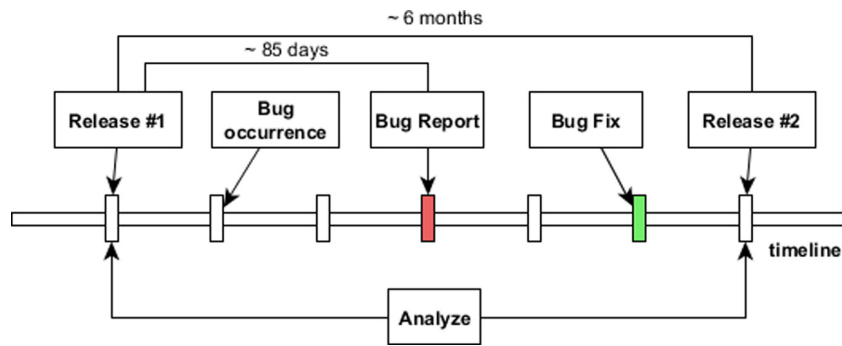 ~ 6 months
~ 85 days
Release #1
Bug
occurrence
Bug Report
Bug Fix
Release #2
timeline
Analyze